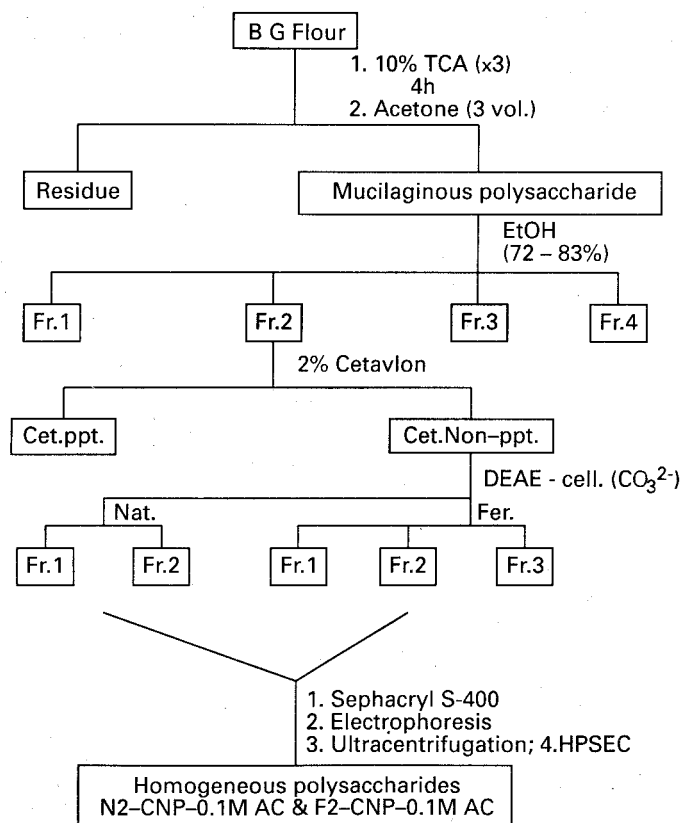 B G Flour
1. 10% TCA (x3)
4h
2. Acetone (3 vol.)
Residue
Mucilaginous polysaccharide
EtOH
(72 – 83%)
Fr.1
Fr.2
Fr.3
Fr.4
2% Cetavlon
Cet.ppt.
Cet.Non–ppt.
DEAE - cell. (CO₃²⁻)
Nat.
Fer.
Fr.1
Fr.2
Fr.1
Fr.2
Fr.3
1. Sephacryl S-400
2. Electrophoresis
3. Ultracentrifugation; 4.HPSEC
Homogeneous polysaccharides
N2–CNP–0.1M AC & F2–CNP–0.1M AC